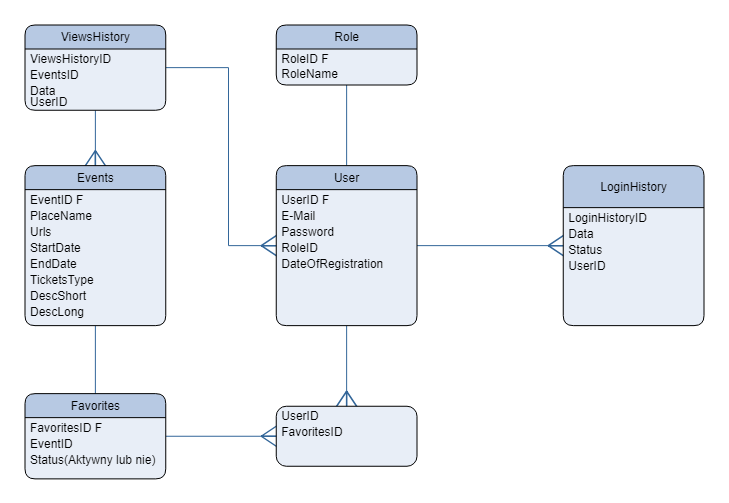 ViewsHistory
ViewsHistoryID
EventsID
Data
UserID
Role
RoleID F
RoleName
Events
EventID F
PlaceName
Urls
StartDate
EndDate
TicketsType
DescShort
DescLong
User
UserID F
E-Mail
Password
RoleID
DateOfRegistration
LoginHistory
LoginHistoryID
Data
Status
UserID
Favorites
FavoritesID F
EventID
Status(Aktywny lub nie)
UserID
FavoritesID